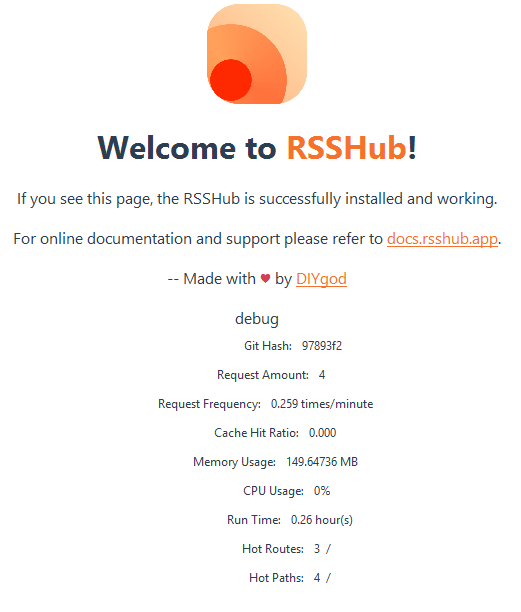 Welcome to RSSHub!
If you see this page, the RSSHub is successfully installed and working.
For online documentation and support please refer to docs.rsshub.app.
-- Made with ♥ by DIYgod
debug
Git Hash: 97893f2
Request Amount: 4
Request Frequency: 0.259 times/minute
Cache Hit Ratio: 0.000
Memory Usage: 149.64736 MB
CPU Usage: 0%
Run Time: 0.26 hour(s)
Hot Routes: 3 /
Hot Paths: 4 /